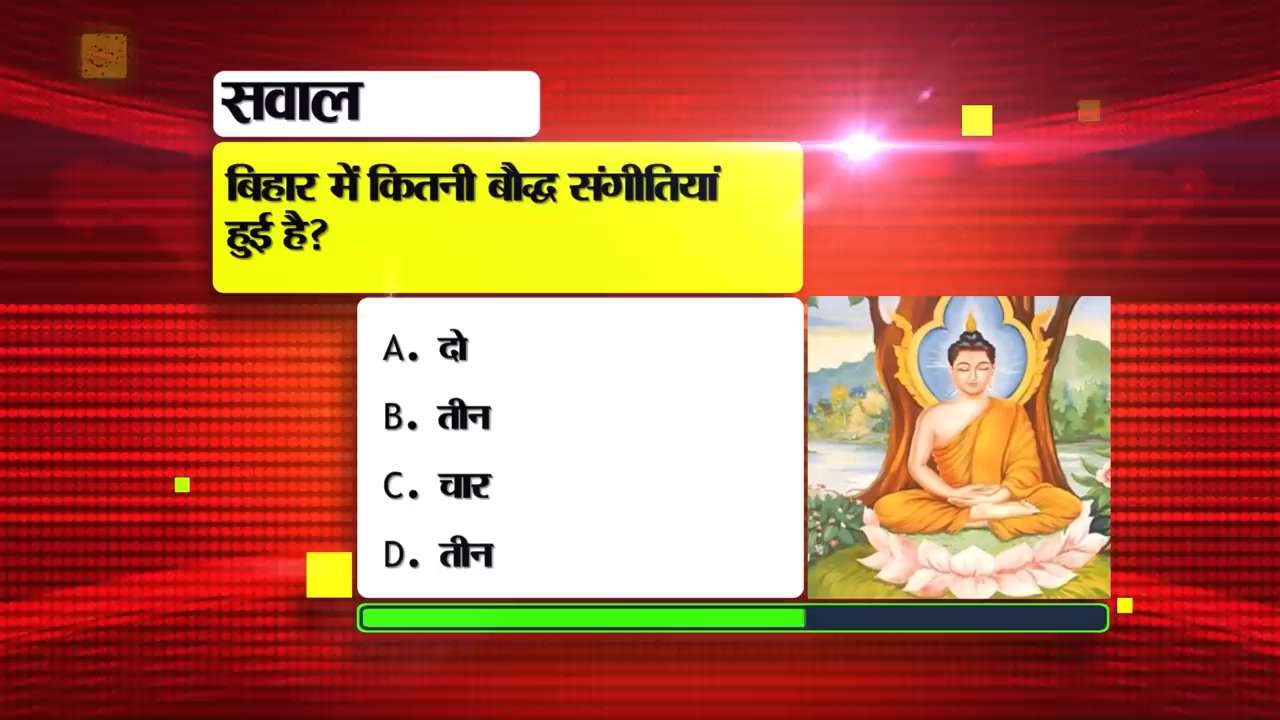 सवाल
बिहार में कितनी बौद्ध संगीतियां
हुई है?
A. दो
B. तीन
C. चार
D. तीन